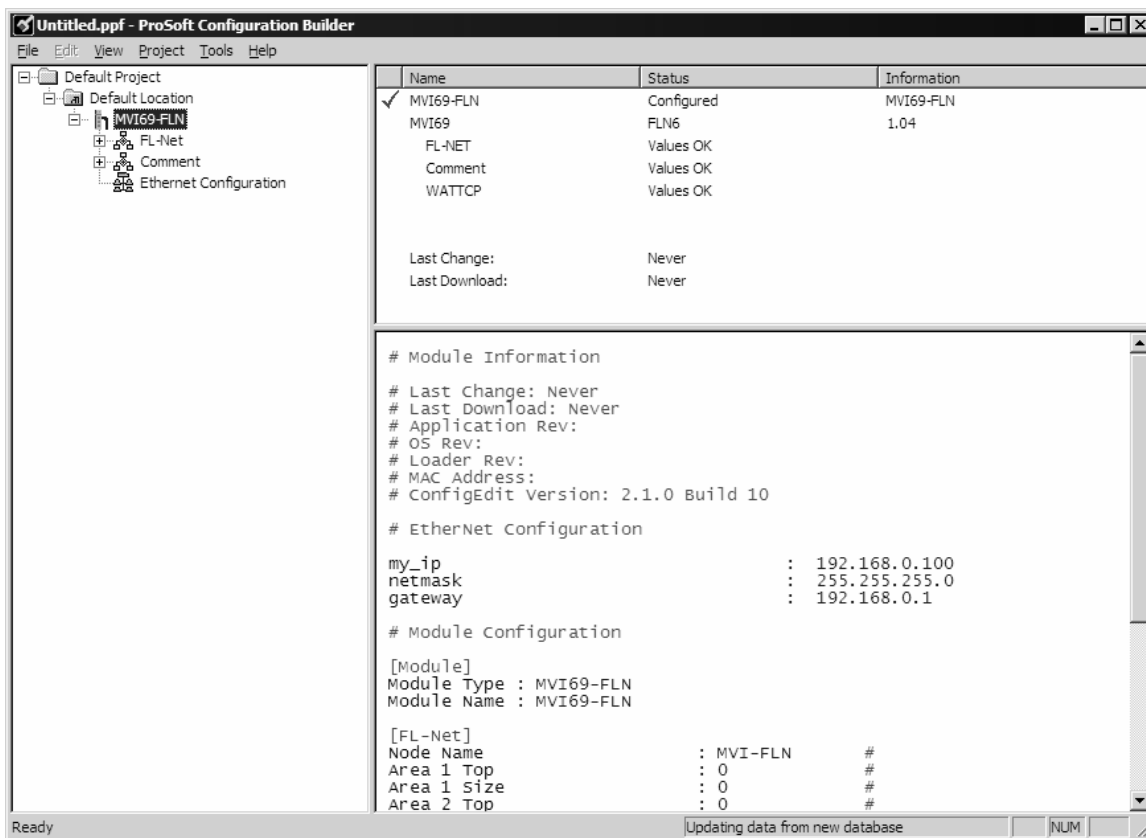 Untitled.ppf - ProSoft Configuration Builder
File Edit View Project Tools Help
Default Project
Default Location
MVI69-FLN
FL-Net
Comment
Ethernet Configuration
Name Status Information
MVI69-FLN Configured MVI69-FLN
MVI69 FLN6 1.04
FL-NET Values OK
Comment Values OK
WATTCP Values OK
Last Change: Never
Last Download: Never
# Module Information
# Last Change: Never
# Last Download: Never
# Application Rev:
# OS Rev:
# Loader Rev:
# MAC Address:
# ConfigEdit Version: 2.1.0 Build 10
# EtherNet Configuration
my_ip : 192.168.0.100
netmask : 255.255.255.0
gateway : 192.168.0.1
# Module Configuration
[Module]
Module Type : MVI69-FLN
Module Name : MVI69-FLN
[FL-Net]
Node Name : MVI-FLN #
Area 1 Top : 0 #
Area 1 Size : 0 #
Area 2 Top : 0 #
Ready Updating data from new database NUM